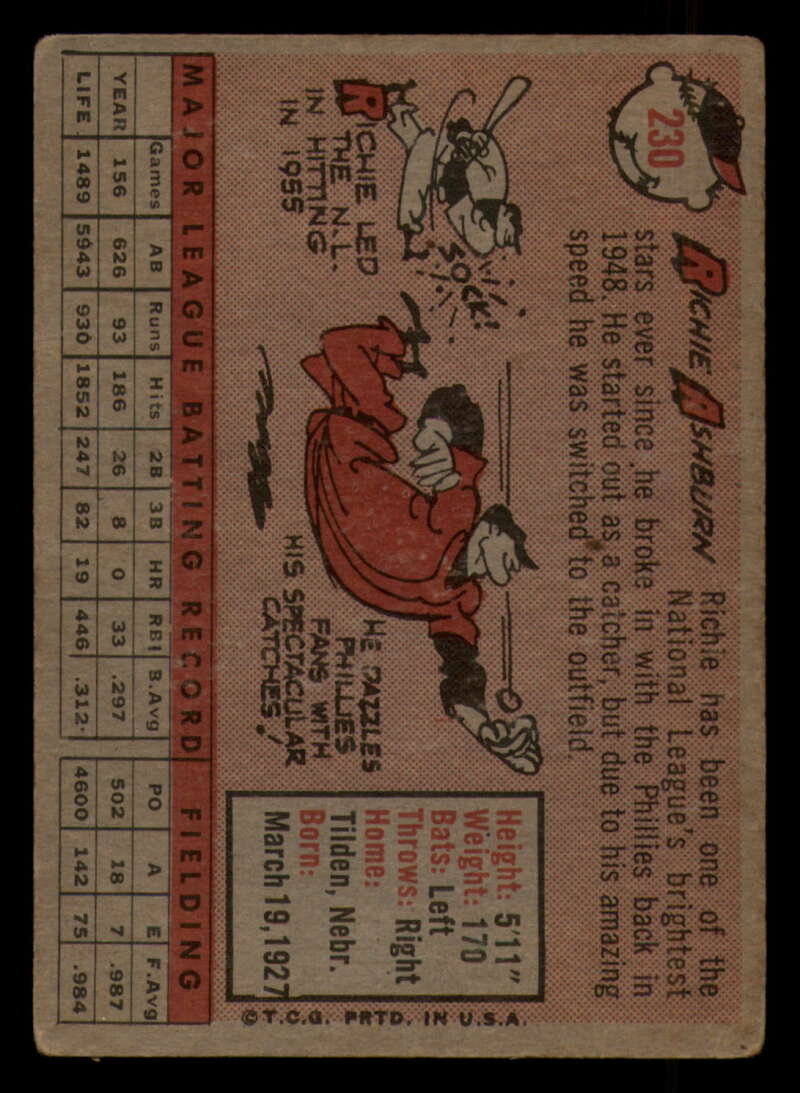 230
RICHIE ASHBURN
Richie has been one of the
National League's brightest
stars ever since he broke in with the Phillies back in
1948. He started out as a catcher, but due to his amazing
speed he was switched to the outfield.
SOCK!
RICHIE LED
THE N.L.
IN HITTING
IN 1955
HE DAZZLES
PHILLIES
FANS WITH
HIS SPECTACULAR
CATCHES!
Height: 5'11"
Weight: 170
Bats: Left
Throws: Right
Home:
Tilden, Nebr.
Born:
March 19, 1927
MAJOR LEAGUE BATTING RECORD FIELDING
Games AB Runs Hits 2B 3B HR RBI B.Avg PO A E F.Avg
YEAR 156 626 93 186 26 8 0 33 .297 502 18 7 .987
LIFE 1489 5943 930 1852 247 82 19 446 .312 4600 142 75 .984
©T.C.G. PRTD. IN U.S.A.